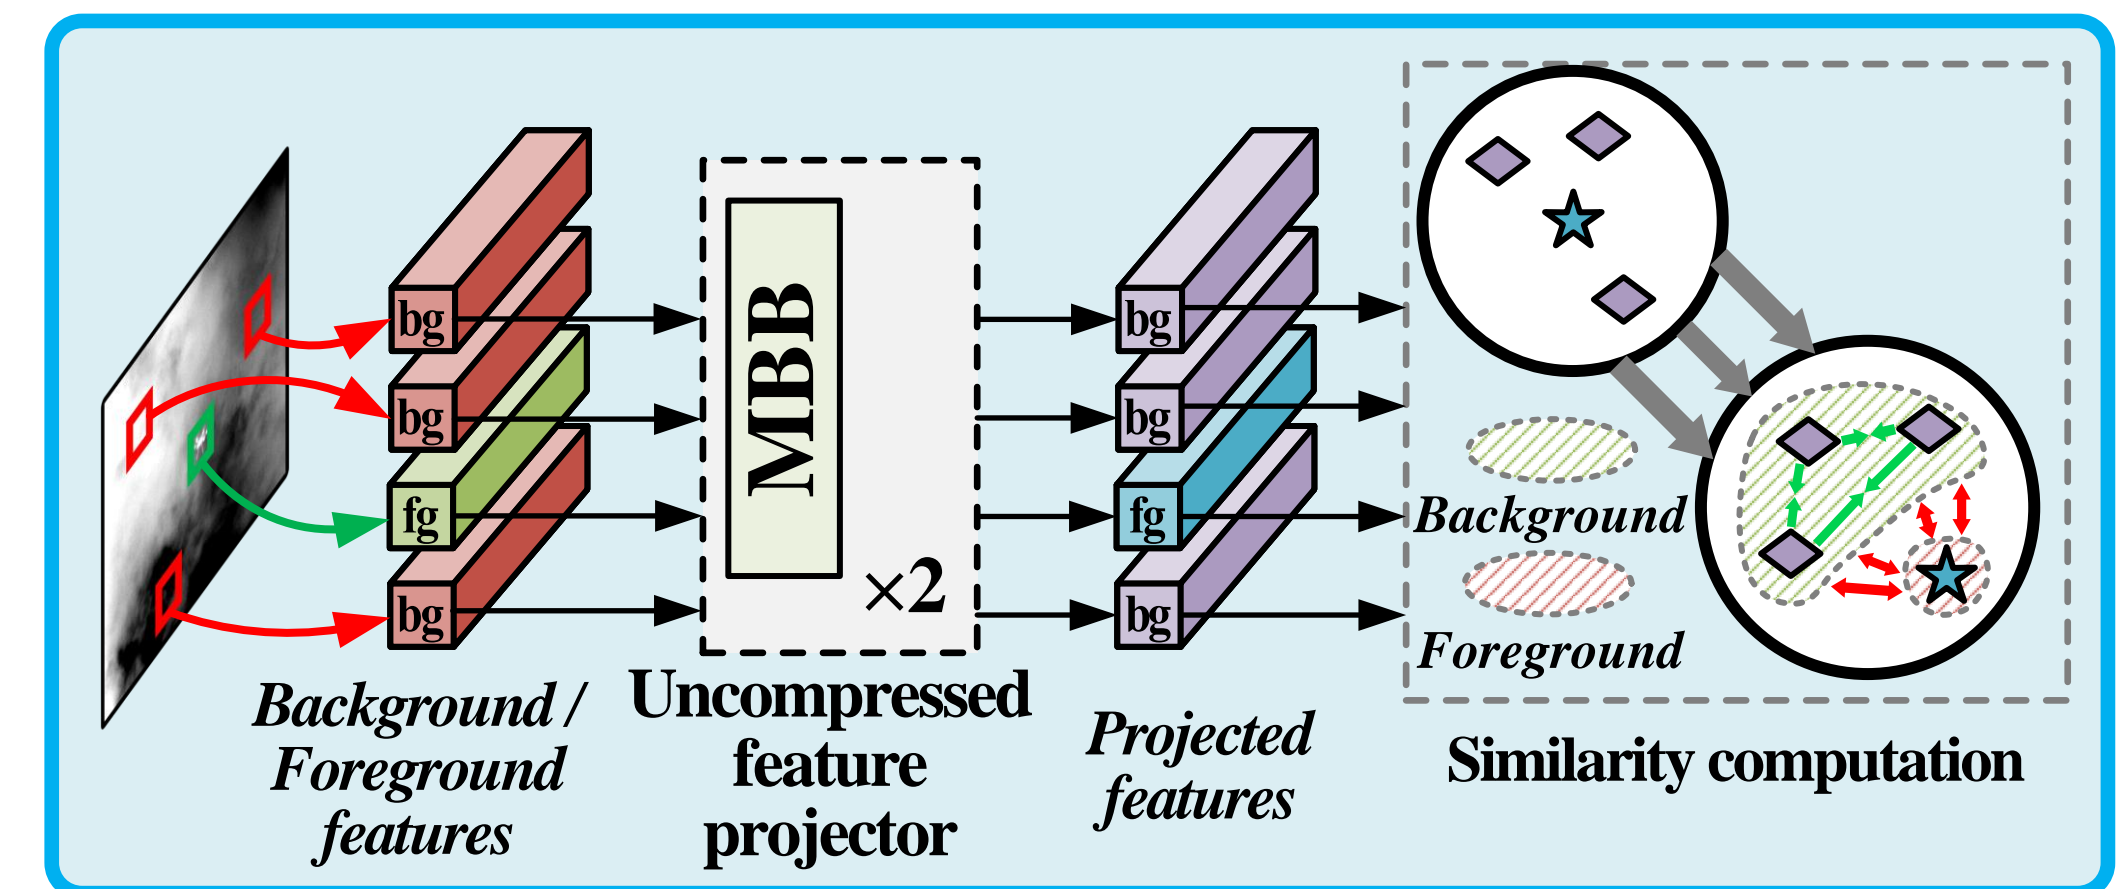 bg
bg
fg
bg
MBB
×2
bg
bg
fg
bg
Background
Foreground
Background /
Foreground
features
Uncompressed
feature
projector
Projected
features
Similarity computation